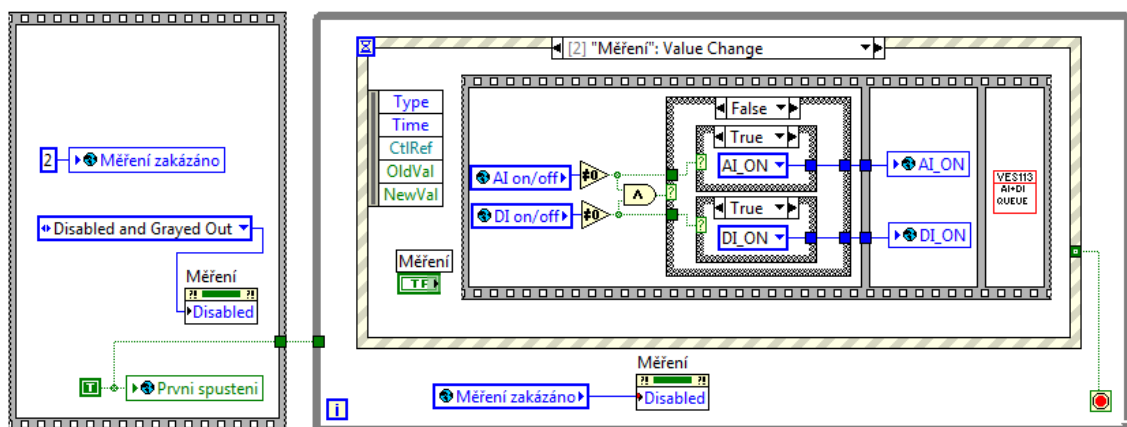 2
Měření zakázáno
Disabled and Grayed Out
Měření
?! ?!
Disabled
T
Prvni spusteni
[2] "Měření": Value Change
Type
Time
CtlRef
OldVal
NewVal
Měření
TF
AI on/off
≠0
DI on/off
≠0
∧
False
True
?
AI_ON
?
True
?
DI_ON
AI_ON
DI_ON
VES113
AI+DI
QUEUE
Měření
?! ?!
Měření zakázáno
Disabled
i